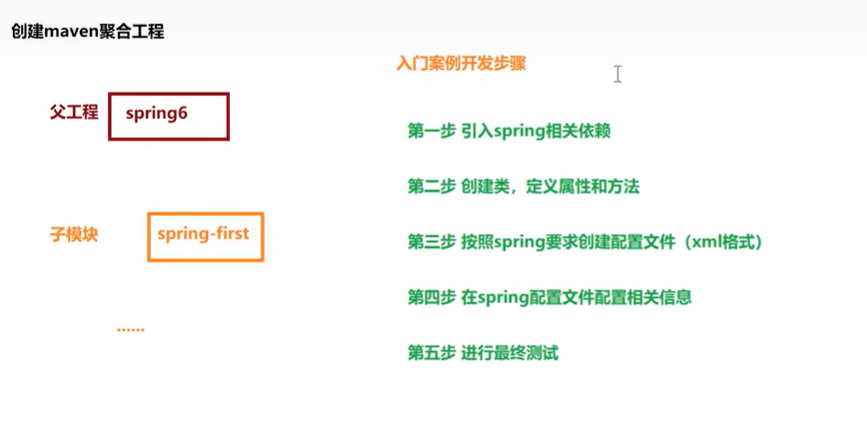 创建maven聚合工程
入门案例开发步骤
父工程 spring6
第一步 引入spring相关依赖
第二步 创建类，定义属性和方法
子模块 spring-first
第三步 按照spring要求创建配置文件（xml格式）
第四步 在spring配置文件配置相关信息
......
第五步 进行最终测试